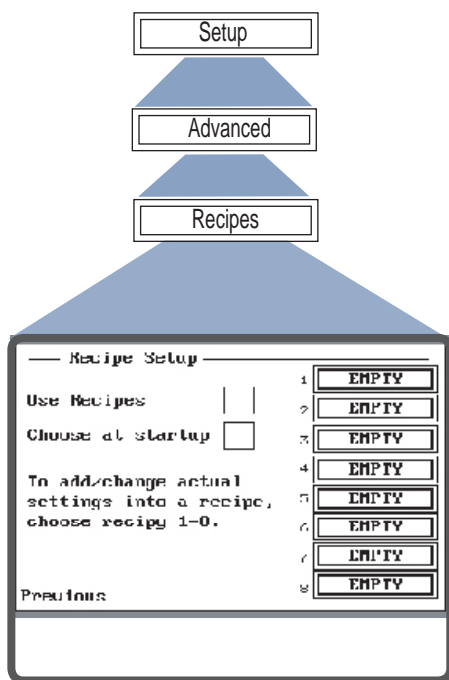 Setup
Advanced
Recipes
Recipe Setup
Use Recipes
Choose at startup
To add/change actual
settings into a recipe,
choose recipy 1-8.
Previous
1 EMPTY
2 EMPTY
3 EMPTY
4 EMPTY
5 EMPTY
6 EMPTY
7 EMPTY
8 EMPTY